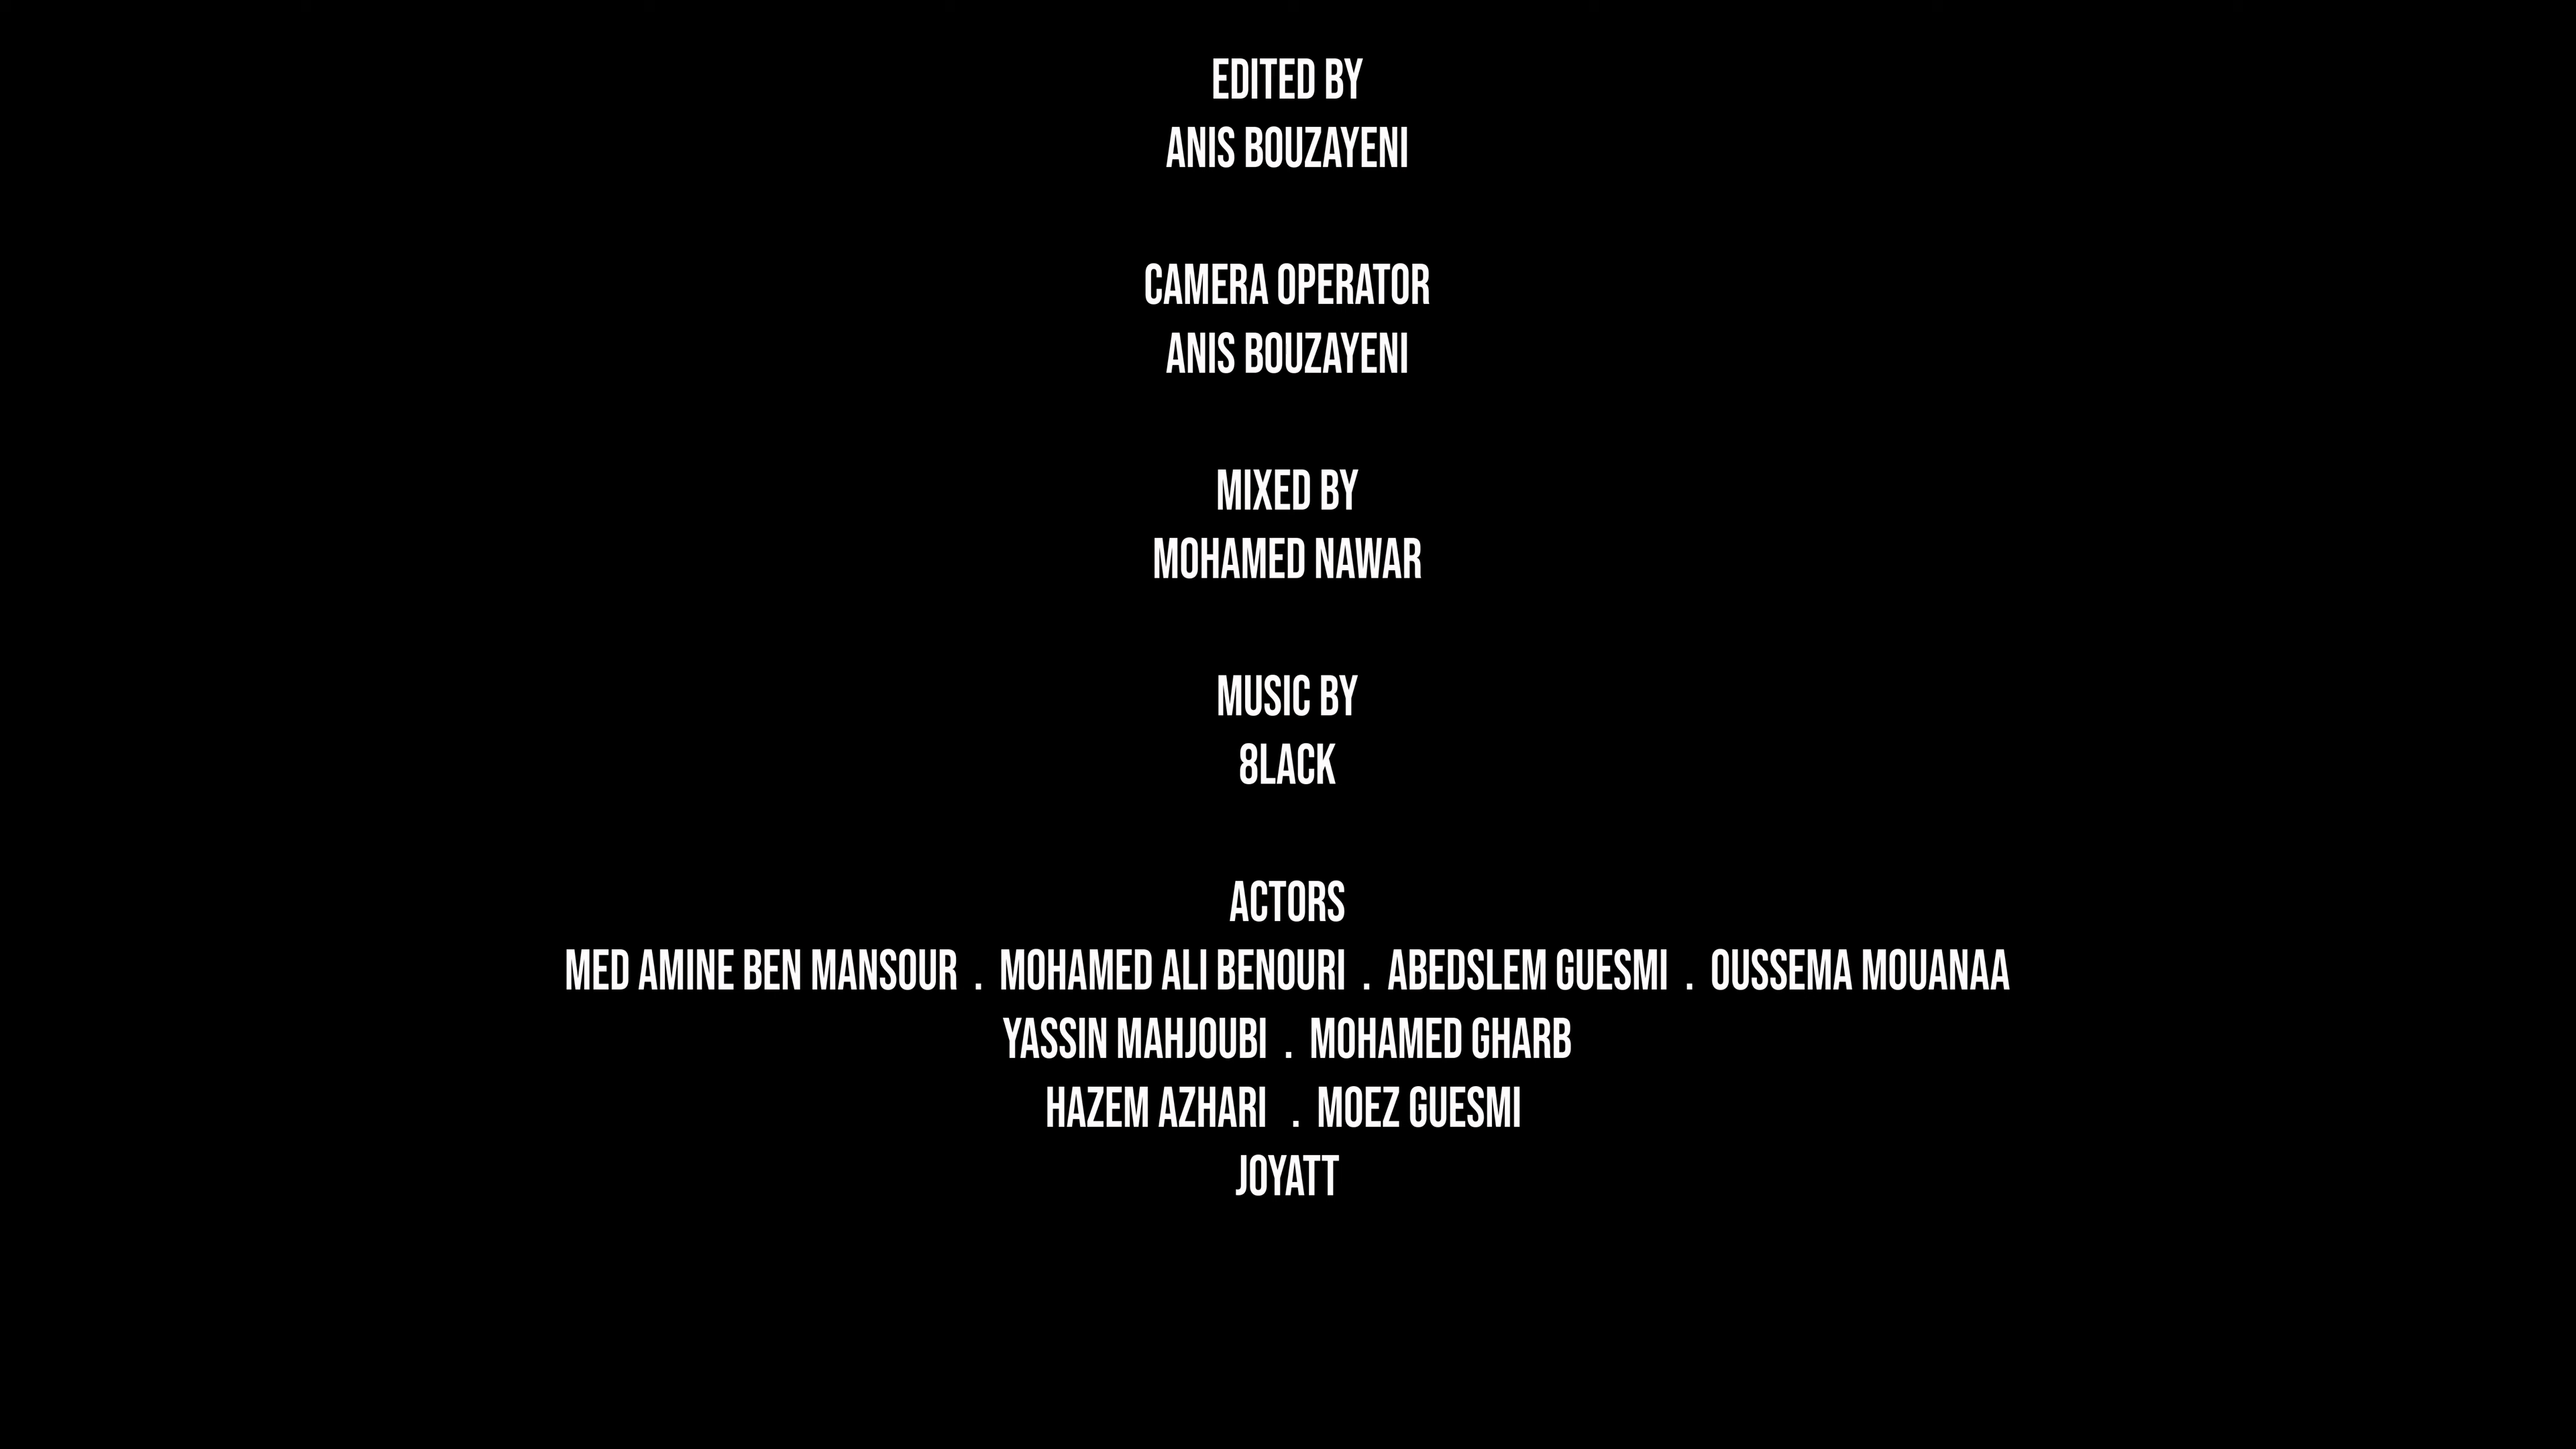 EDITED BY
ANIS BOUZAYENI
CAMERA OPERATOR
ANIS BOUZAYENI
MIXED BY
MOHAMED NAWAR
MUSIC BY
8LACK
ACTORS
MED AMINE BEN MANSOUR . MOHAMED ALI BENOURI . ABEDSLEM GUESMI . OUSSEMA MOUANAA
YASSIN MAHJOUBI . MOHAMED GHARB
HAZEM AZHARI . MOEZ GUESMI
JOYATT